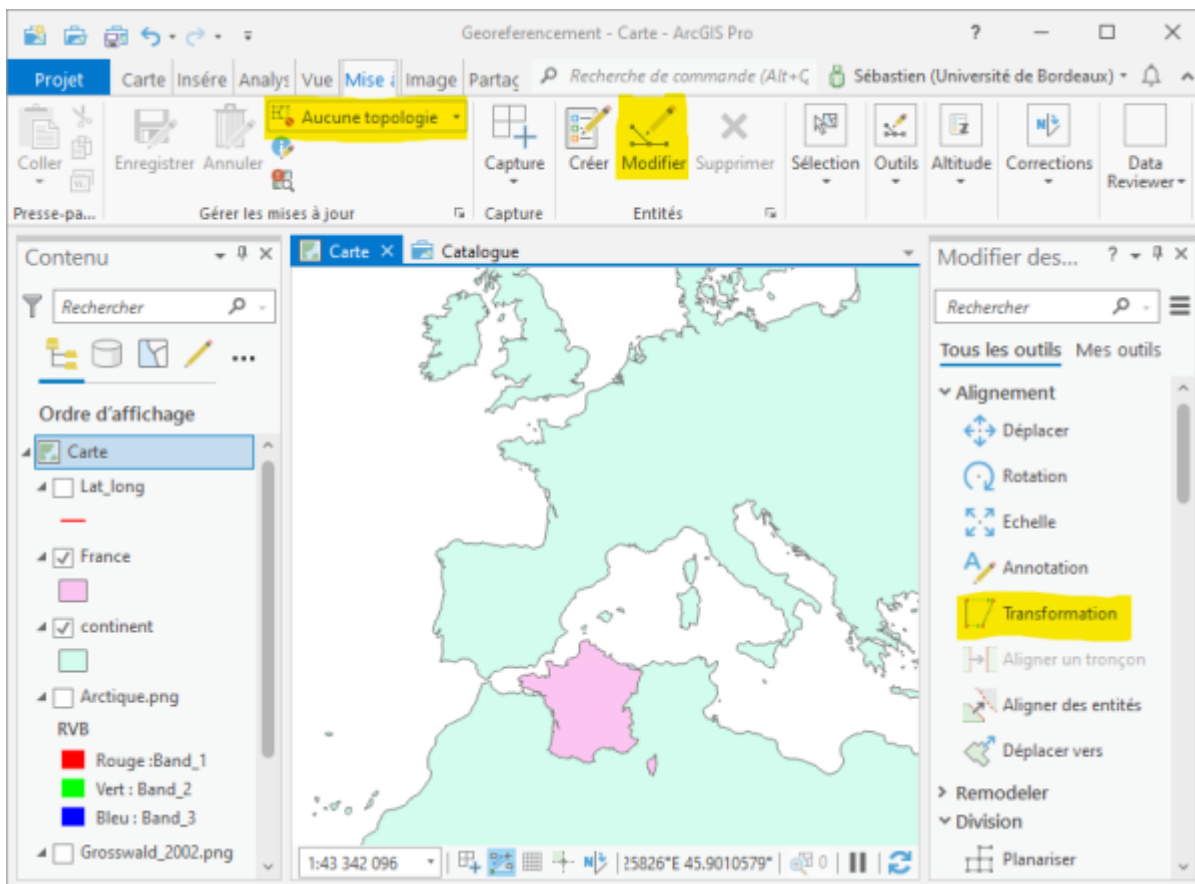 Georeferencement - Carte - ArcGIS Pro
?
Projet Carte Insére Analys Vue Mise à Image Partag Recherche de commande (Alt+Q Sébastien (Université de Bordeaux)
Aucune topologie
Coller Enregistrer Annuler Capture Créer Modifier Supprimer Sélection Outils Altitude Corrections Data Reviewer
Presse-pa... Gérer les mises à jour Capture Entités
Contenu
Rechercher
Ordre d'affichage
Carte
Lat_long
France
continent
Arctique.png
RVB
Rouge :Band_1
Vert : Band_2
Bleu : Band_3
Grosswald_2002.png
Carte Catalogue
1:43 342 096 25826°E 45.9010579° 0
Modifier des... ?
Rechercher
Tous les outils Mes outils
Alignement
Déplacer
Rotation
Echelle
Annotation
Transformation
Aligner un tronçon
Aligner des entités
Déplacer vers
Remodeler
Division
Planariser